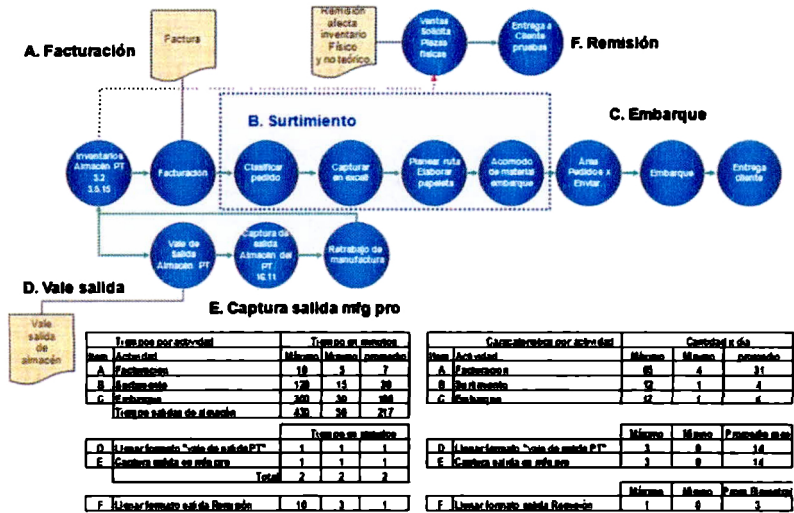 Remisión
afecta
inventario
Físico
y no teórico
Ventas
Solicita
Piezas
físicas
Entrega a
Cliente
pruebas
Factura
A. Facturación
F. Remisión
B. Surtimiento
C. Embarque
Inventarios
Almacén PT
3.2
3.6.15
Facturación
Clasificar
pedido
Capturar
en excel
Planear ruta
Elaborar
papeleta
Acomodo
de material
embarque
Área
Pedidos x
Enviar
Embarque
Entrega
cliente
Vale de
Salida
Almacén PT
Captura de
salida
Almacén del
PT
16.11
Retrabajo de
manufactura
D. Vale salida
E. Captura salida mfg pro
Vale
salida
de
almacén
Tiempos por actividad Tiempo en minutos
Item Actividad Máximo Mínimo promedio
A Facturación 10 5 7
B Surtimiento 120 15
C Embarque 300 30
Tiempo salidas de almacén 430 50 217
Tiempo en minutos
D Llenar formato "vale de salida PT" 1 1 1
E Captura salida en mfg pro 1 1 1
Total 2 2 2
F Llenar formato salida Remisión 10 3 1
Característica por actividad Cantidad x día
Item Actividad Máximo Mínimo promedio
A Facturación 4 31
B Surtimiento 12 1 4
C Embarque 12 1
Máximo Mínimo Promedio mes
D Llenar formato "vale de salida PT" 3 0 14
E Captura salida en mfg pro 3 0 14
Máximo Mínimo Prom
F Llenar formato salida Remisión 1 0 3